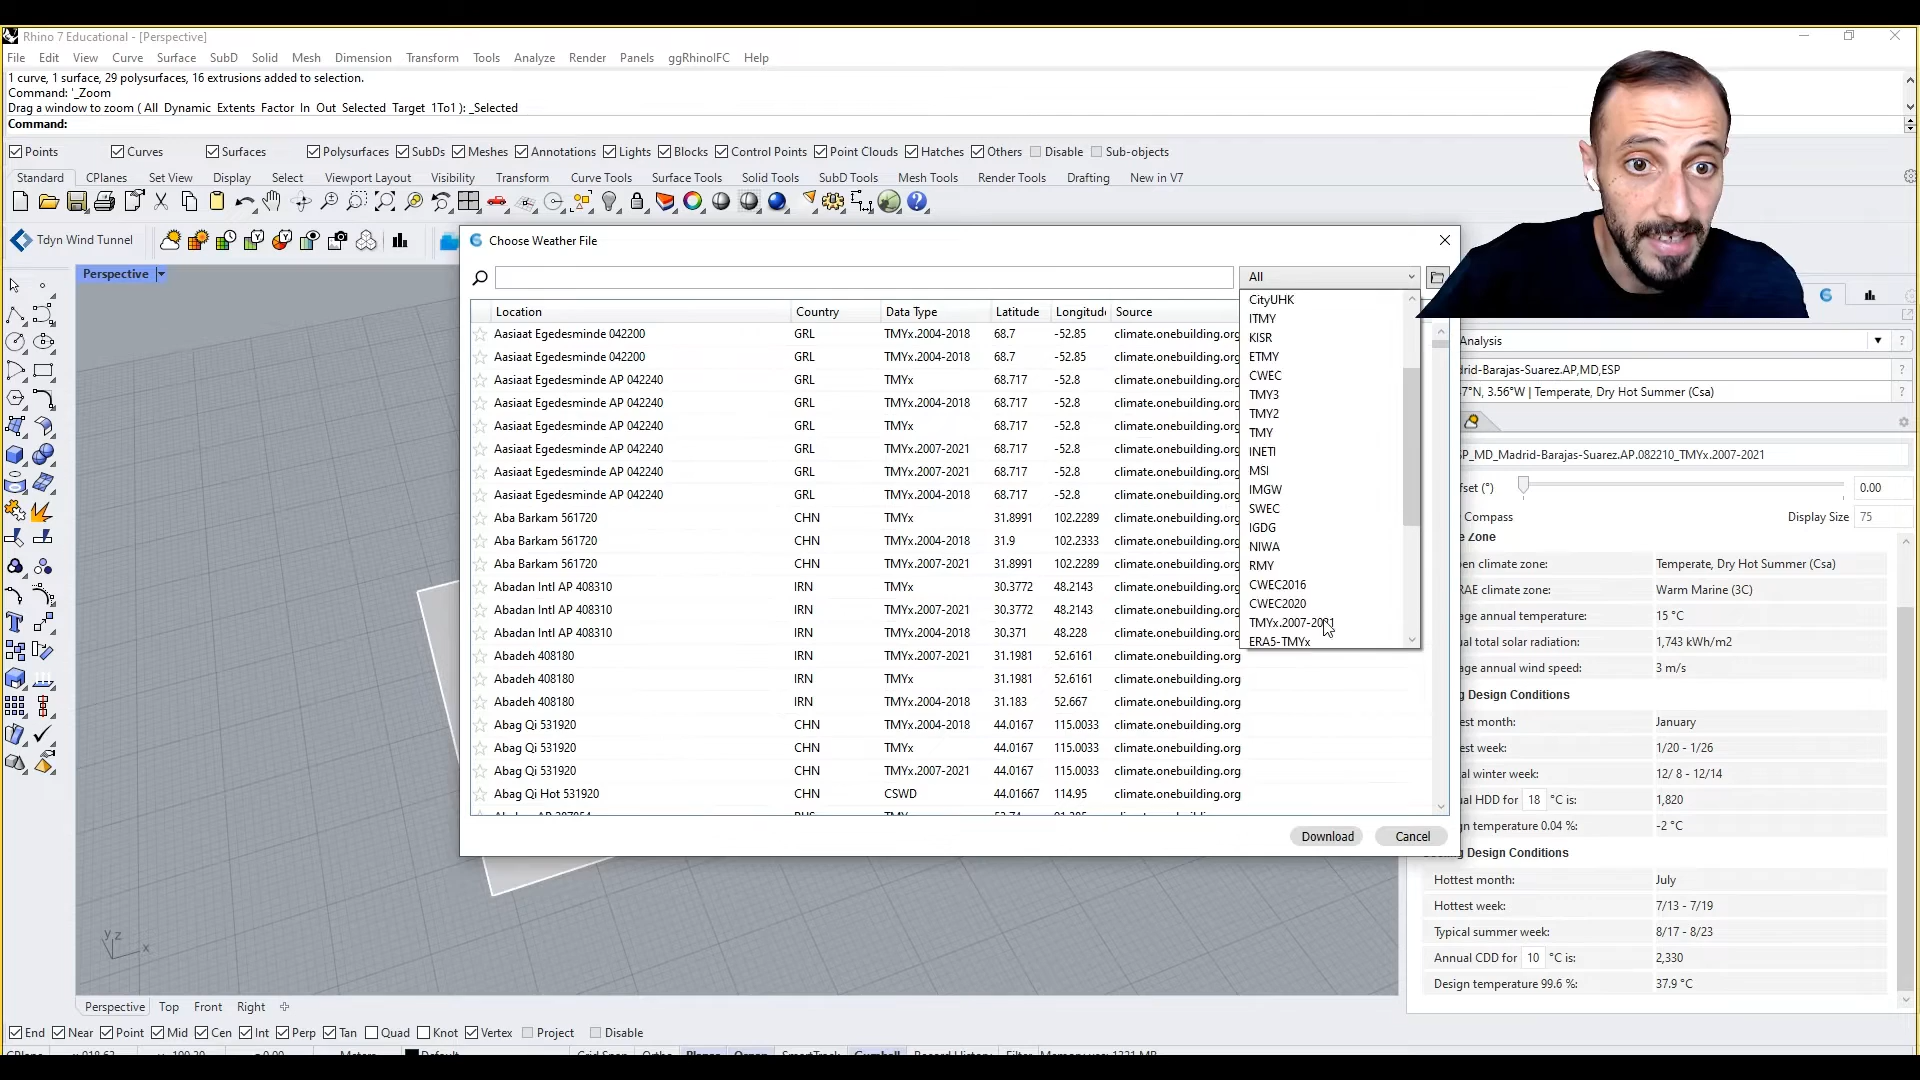 Rhino 7 Educational - [Perspective]
File Edit View Curve Surface SubD Solid Mesh Dimension Transform Tools Analyze Render Panels ggRhinoIFC Help
1 curve, 1 surface, 29 polysurfaces, 16 extrusions added to selection.
Command: '_Zoom
Drag a window to zoom ( All Dynamic Extents Factor In Out Selected Target 1To1 ): _Selected
Command:
Points Curves Surfaces Polysurfaces SubDs Meshes Annotations Lights Blocks Control Points Point Clouds Hatches Others Disable Sub-objects
Standard CPlanes Set View Display Select Viewport Layout Visibility Transform Curve Tools Surface Tools Solid Tools SubD Tools Mesh Tools Render Tools Drafting New in V7
Tdyn Wind Tunnel
Perspective
Choose Weather File
All
Location Country Data Type Latitude Longitude Source
Aasiaat Egedesminde 042200 GRL TMYx.2004-2018 68.7 -52.85 climate.onebuilding.org
Aasiaat Egedesminde 042200 GRL TMYx.2004-2018 68.7 -52.85 climate.onebuilding.org
Aasiaat Egedesminde AP 042240 GRL TMYx 68.717 -52.8 climate.onebuilding.org
Aasiaat Egedesminde AP 042240 GRL TMYx.2004-2018 68.717 -52.8 climate.onebuilding.org
Aasiaat Egedesminde AP 042240 GRL TMYx 68.717 -52.8 climate.onebuilding.org
Aasiaat Egedesminde AP 042240 GRL TMYx.2007-2021 68.717 -52.8 climate.onebuilding.org
Aasiaat Egedesminde AP 042240 GRL TMYx.2007-2021 68.717 -52.8 climate.onebuilding.org
Aasiaat Egedesminde AP 042240 GRL TMYx.2004-2018 68.717 -52.8 climate.onebuilding.org
Aba Barkam 561720 CHN TMYx 31.8991 102.2289 climate.onebuilding.org
Aba Barkam 561720 CHN TMYx.2004-2018 31.9 102.2333 climate.onebuilding.org
Aba Barkam 561720 CHN TMYx.2007-2021 31.8991 102.2289 climate.onebuilding.org
Abadan Intl AP 408310 IRN TMYx 30.3772 48.2143 climate.onebuilding.org
Abadan Intl AP 408310 IRN TMYx.2007-2021 30.3772 48.2143 climate.onebuilding.org
Abadan Intl AP 408310 IRN TMYx.2004-2018 30.371 48.228 climate.onebuilding.org
Abadeh 408180 IRN TMYx.2007-2021 31.1981 52.6161 climate.onebuilding.org
Abadeh 408180 IRN TMYx 31.1981 52.6161 climate.onebuilding.org
Abadeh 408180 IRN TMYx.2004-2018 31.183 52.667 climate.onebuilding.org
Abag Qi 531920 CHN TMYx.2004-2018 44.0167 115.0033 climate.onebuilding.org
Abag Qi 531920 CHN TMYx 44.0167 115.0033 climate.onebuilding.org
Abag Qi 531920 CHN TMYx.2007-2021 44.0167 115.0033 climate.onebuilding.org
Abag Qi Hot 531920 CHN CSWD 44.01667 114.95 climate.onebuilding.org
CityUHK
ITMY
KISR
ETMY
CWEC
TMY3
TMY2
TMY
INETI
MSI
IMGW
SWEC
IGDG
NIWA
RMY
CWEC2016
CWEC2020
TMYx.2007-2021
ERA5-TMYx
Download Cancel
Analysis
drid-Barajas-Suarez.AP,MD,ESP
7°N, 3.56°W | Temperate, Dry Hot Summer (Csa)
SP_MD_Madrid-Barajas-Suarez.AP.082210_TMYx.2007-2021
fset (°) 0.00
Compass Display Size 75
e Zone
pen climate zone: Temperate, Dry Hot Summer (Csa)
RAE climate zone: Warm Marine (3C)
age annual temperature: 15 °C
ual total solar radiation: 1,743 kWh/m2
age annual wind speed: 3 m/s
g Design Conditions
est month: January
est week: 1/20 - 1/26
al winter week: 12/ 8 - 12/14
ual HDD for 18 °C is: 1,820
gn temperature 0.04 %: -2 °C
ng Design Conditions
Hottest month: July
Hottest week: 7/13 - 7/19
Typical summer week: 8/17 - 8/23
Annual CDD for 10 °C is: 2,330
Design temperature 99.6 %: 37.9 °C
y z x
Perspective Top Front Right
End Near Point Mid Cen Int Perp Tan Quad Knot Vertex Project Disable